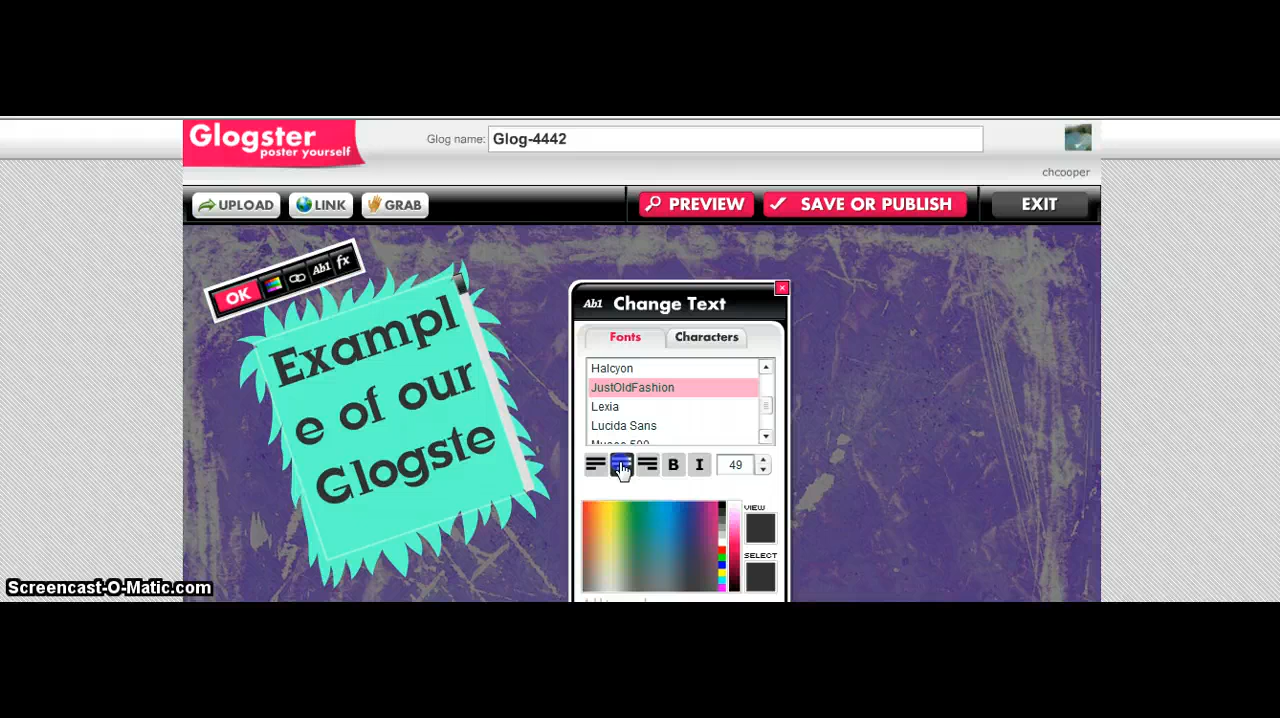 Glogster
poster yourself
Glog name: Glog-4442
chcooper
UPLOAD LINK GRAB PREVIEW SAVE OR PUBLISH EXIT
OK Ab1 fx
Exampl
e of our
Glogste
Ab1 Change Text
Fonts Characters
Halcyon
JustOldFashion
Lexia
Lucida Sans
B I 49
VIEW
SELECT
Screencast-O-Matic.com